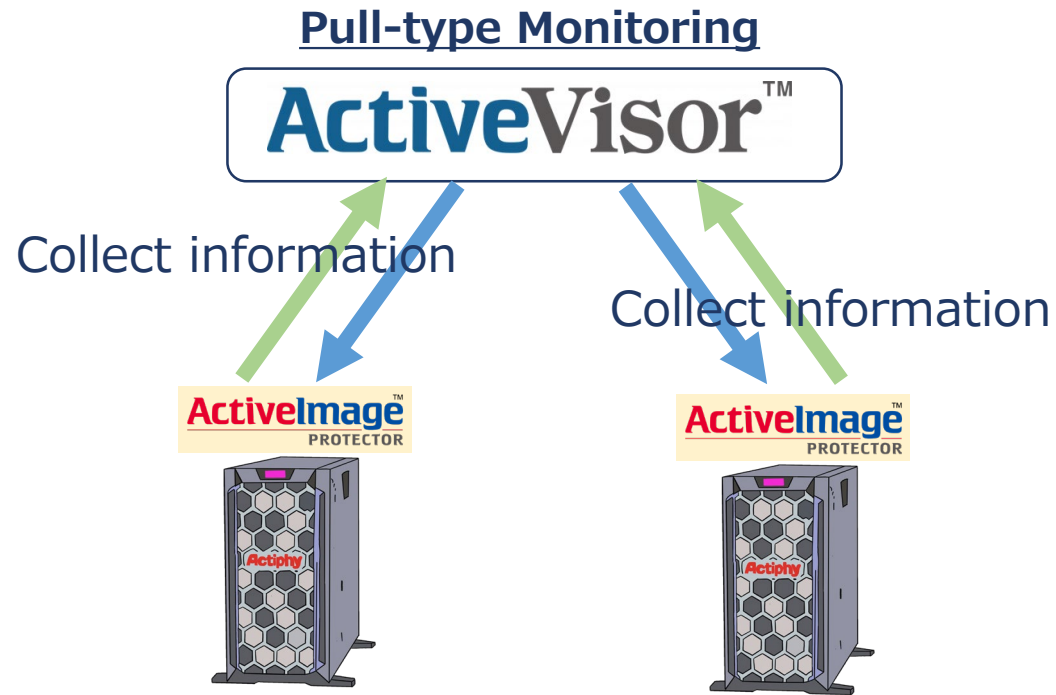 Pull-type Monitoring
ActiveVisor™
Collect information
Collect information
ActiveImage™
PROTECTOR
ActiveImage™
PROTECTOR
Actiphy
Actiphy